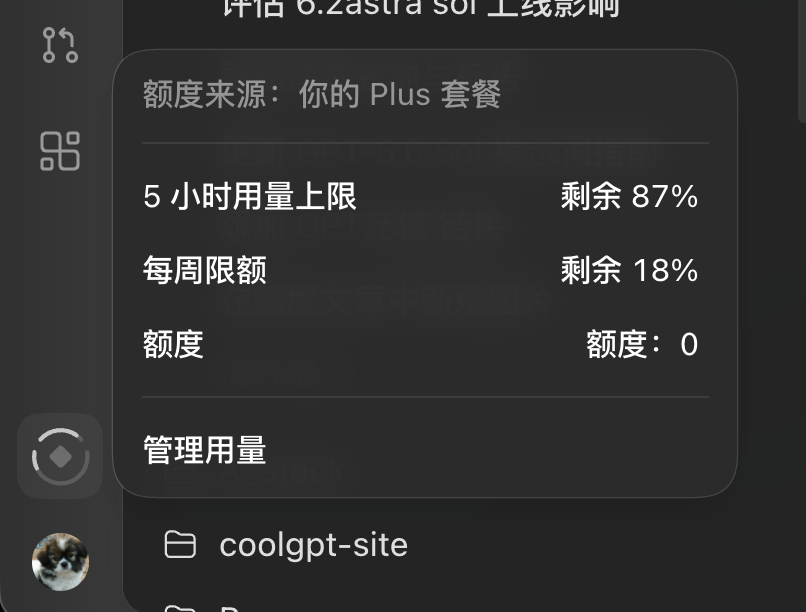 评估 6.2astra sol 上线影响
额度来源：你的 Plus 套餐
5 小时用量上限 剩余 87%
每周限额 剩余 18%
额度 额度：0
管理用量
coolgpt-site